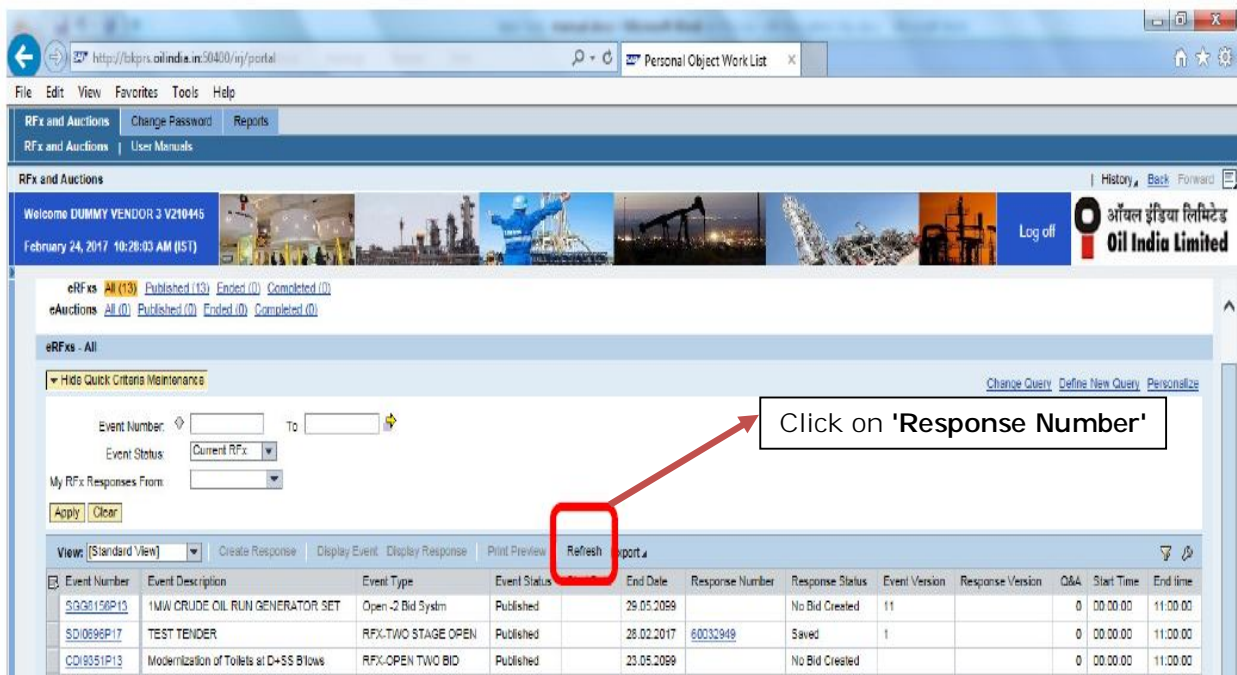 http://bkprs.oilindia.in:50400/irj/portal
Personal Object Work List
File Edit View Favorites Tools Help
RFx and Auctions Change Password Reports
RFx and Auctions | User Manuals
RFx and Auctions | History Back Forward
Welcome DUMMY VENDOR 3 V210445
February 24, 2017 10:28:03 AM (IST)
Log off
ऑयल इंडिया लिमिटेड
Oil India Limited
eRFxs All (13) Published (13) Ended (0) Completed (0)
eAuctions All (0) Published (0) Ended (0) Completed (0)
eRFxs - All
Hide Quick Criteria Maintenance Change Query Define New Query Personalize
Click on 'Response Number'
Event Number: To
Event Status: Current RFx
My RFx Responses From:
Apply Clear
View: [Standard View] Create Response Display Event Display Response Print Preview Refresh xport
Event Number Event Description Event Type Event Status End Date Response Number Response Status Event Version Response Version Q&A Start Time End time
SGG6156P13 1MW CRUDE OIL RUN GENERATOR SET Open -2 Bid Systm Published 29.05.2099 No Bid Created 11 0 00:00:00 11:00:00
SDI0696P17 TEST TENDER RFX-TWO STAGE OPEN Published 28.02.2017 60032949 Saved 1 0 00:00:00 11:00:00
CDI9351P13 Modernization of Toilets at D+SS B'lows RFX-OPEN TWO BID Published 23.05.2099 No Bid Created 0 00:00:00 11:00:00